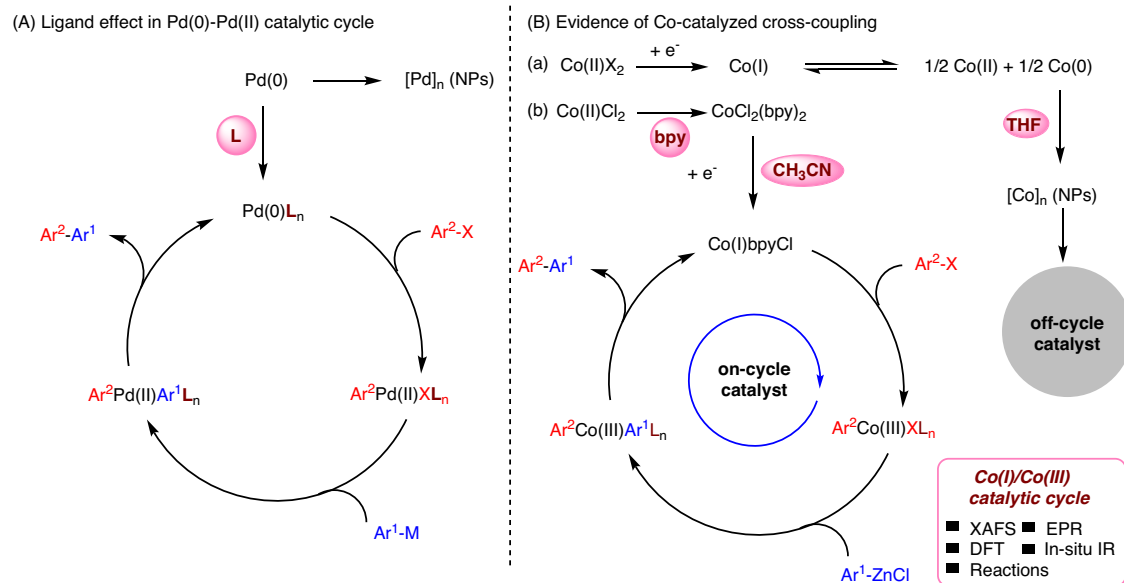 (A) Ligand effect in Pd(0)-Pd(II) catalytic cycle
Pd(0)
[Pd]n (NPs)
L
Pd(0)Ln
Ar2-Ar1
Ar2-X
Ar2Pd(II)Ar1Ln
Ar2Pd(II)XLn
Ar1-M
(B) Evidence of Co-catalyzed cross-coupling
(a) Co(II)X2
+ e-
Co(I)
1/2 Co(II) + 1/2 Co(0)
(b) Co(II)Cl2
bpy
CoCl2(bpy)2
THF
+ e-
CH3CN
[Co]n (NPs)
Co(I)bpyCl
Ar2-Ar1
Ar2-X
off-cycle
catalyst
on-cycle
catalyst
Ar2Co(III)Ar1Ln
Ar2Co(III)XLn
Ar1-ZnCl
Co(I)/Co(III)
catalytic cycle
XAFS EPR
DFT In-situ IR
Reactions